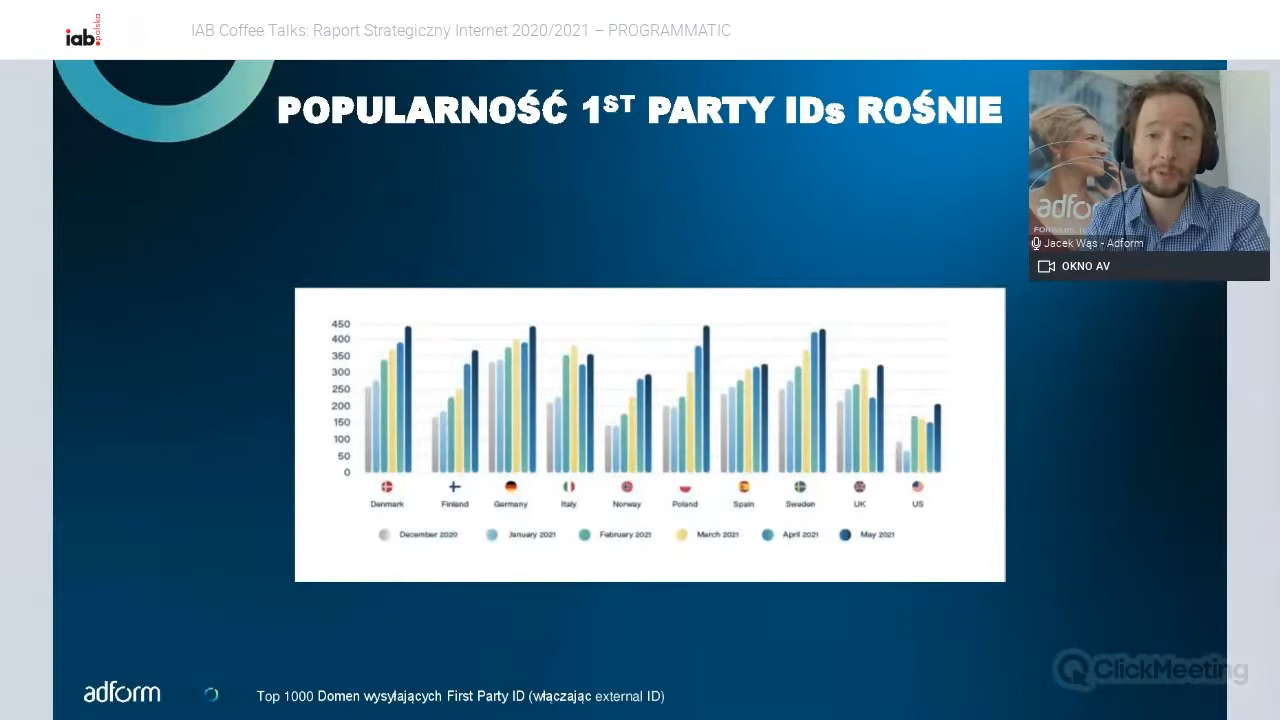 iab:
polska
IAB Coffee Talks: Raport Strategiczny Internet 2020/2021 – PROGRAMMATIC
POPULARNOŚĆ 1ST PARTY IDs ROŚNIE
adfo
Jacek Wąs - Adform
OKNO AV
450
400
350
300
250
200
150
100
50
0
Denmark Finland Germany Italy Norway Poland Spain Sweden UK US
December 2020 January 2021 February 2021 March 2021 April 2021 May 2021
ClickMeeting
adform
Top 1000 Domen wysyłających First Party ID (włączając external ID)